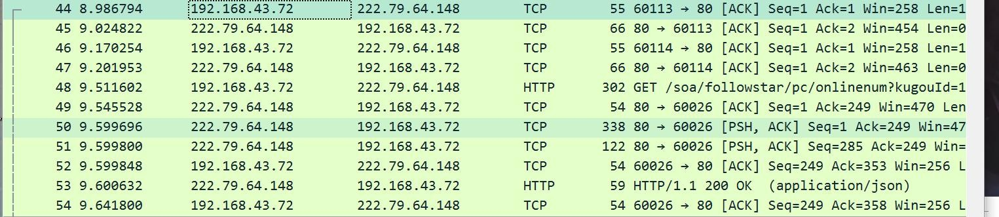 44 8.986794 192.168.43.72 222.79.64.148 TCP 55 60113 → 80 [ACK] Seq=1 Ack=1 Win=258 Len=1
45 9.024822 222.79.64.148 192.168.43.72 TCP 66 80 → 60113 [ACK] Seq=1 Ack=2 Win=454 Len=0
46 9.170254 192.168.43.72 222.79.64.148 TCP 55 60114 → 80 [ACK] Seq=1 Ack=1 Win=258 Len=1
47 9.201953 222.79.64.148 192.168.43.72 TCP 66 80 → 60114 [ACK] Seq=1 Ack=2 Win=463 Len=0
48 9.511602 192.168.43.72 222.79.64.148 HTTP 302 GET /soa/followstar/pc/onlinenum?kugouId=1
49 9.545528 222.79.64.148 192.168.43.72 TCP 54 80 → 60026 [ACK] Seq=1 Ack=249 Win=470 Len
50 9.599696 222.79.64.148 192.168.43.72 TCP 338 80 → 60026 [PSH, ACK] Seq=1 Ack=249 Win=47
51 9.599800 222.79.64.148 192.168.43.72 TCP 122 80 → 60026 [PSH, ACK] Seq=285 Ack=249 Win=
52 9.599848 192.168.43.72 222.79.64.148 TCP 54 60026 → 80 [ACK] Seq=249 Ack=353 Win=256 L
53 9.600632 222.79.64.148 192.168.43.72 HTTP 59 HTTP/1.1 200 OK (application/json)
54 9.641800 192.168.43.72 222.79.64.148 TCP 54 60026 → 80 [ACK] Seq=249 Ack=358 Win=256 L